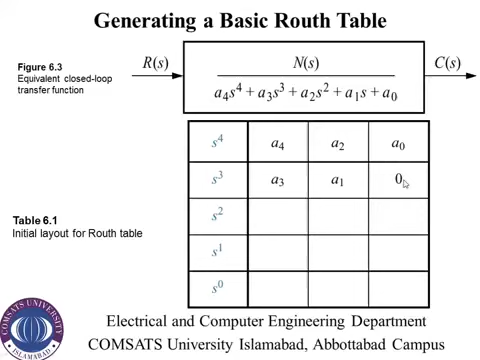 Generating a Basic Routh Table
Figure 6.3
Equivalent closed-loop
transfer function
R(s)
N(s)
C(s)
a₄s⁴ + a₃s³ + a₂s² + a₁s + a₀
s⁴ a₄ a₂ a₀
s³ a₃ a₁ 0
s²
s¹
s⁰
Table 6.1
Initial layout for Routh table
COMSATS UNIVERSITY
ISLAMABAD
Electrical and Computer Engineering Department
COMSATS University Islamabad, Abbottabad Campus